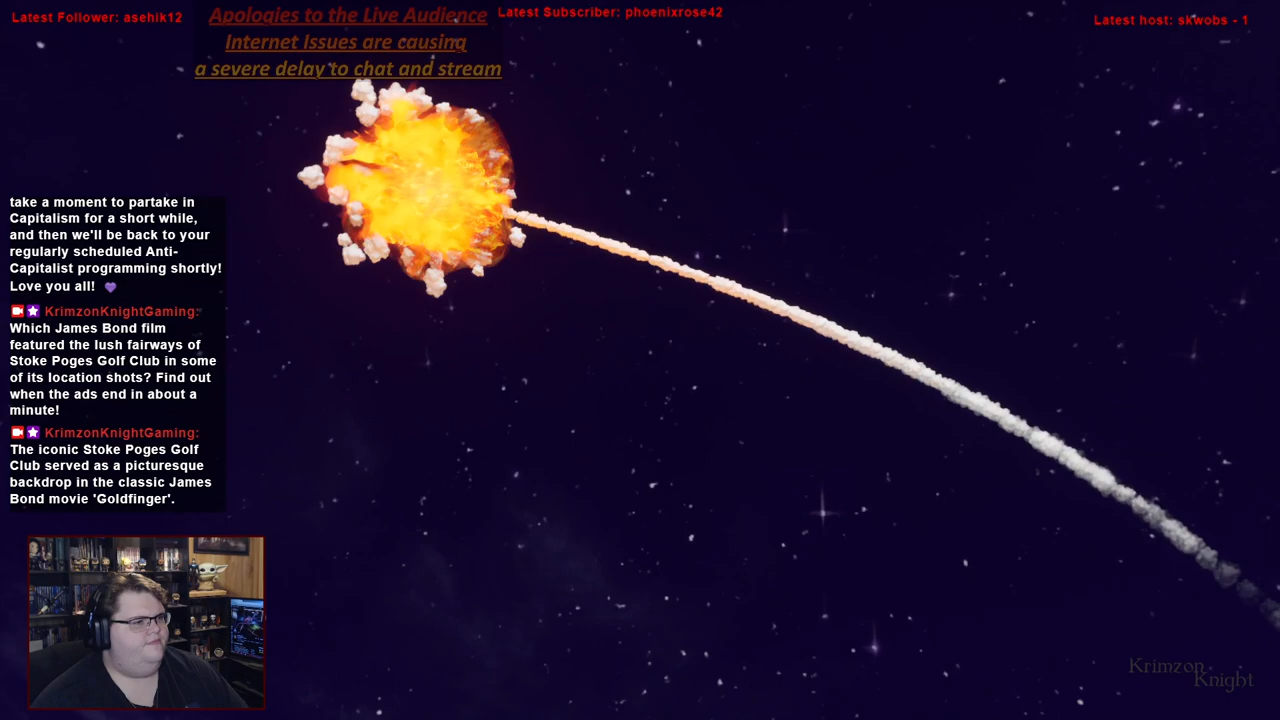 Latest Follower: asehik12
Apologies to the Live Audience
Internet Issues are causing
a severe delay to chat and stream
Latest Subscriber: phoenixrose42
Latest host: skwobs - 1
take a moment to partake in
Capitalism for a short while,
and then we'll be back to your
regularly scheduled Anti-
Capitalist programming shortly!
Love you all! 💜
KrimzonKnightGaming:
Which James Bond film
featured the lush fairways of
Stoke Poges Golf Club in some
of its location shots? Find out
when the ads end in about a
minute!
KrimzonKnightGaming:
The iconic Stoke Poges Golf
Club served as a picturesque
backdrop in the classic James
Bond movie 'Goldfinger'.
Krimzon
Knight